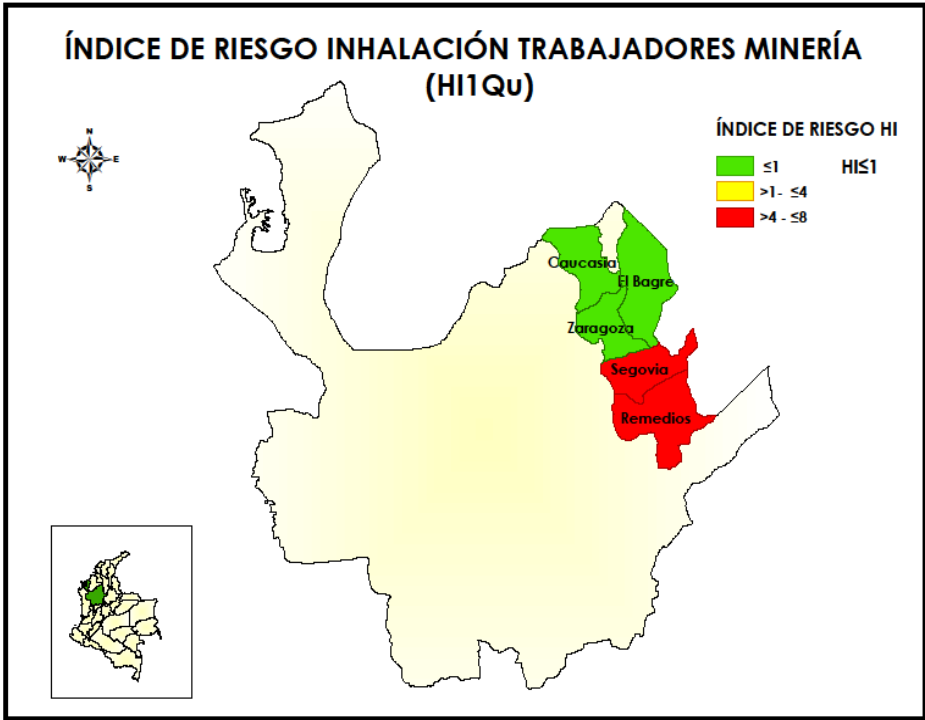 ÍNDICE DE RIESGO INHALACIÓN TRABAJADORES MINERÍA
(HI1Qu)
N
W E
S
ÍNDICE DE RIESGO HI
≤1 HI≤1
>1- ≤4
>4 - ≤8
Caucasia
El Bagre
Zaragoza
Segovia
Remedios